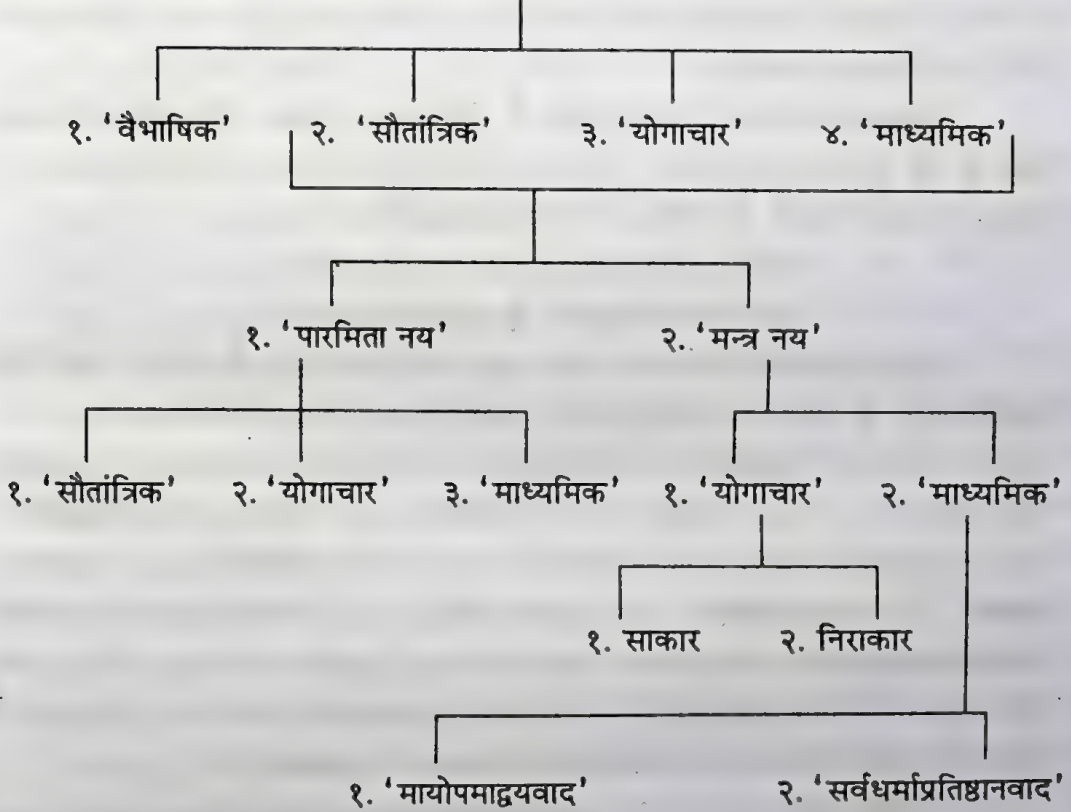 १. ‘वैभाषिक’ २. ‘सौतांत्रिक’ ३. ‘योगाचार’ ४. ‘माध्यमिक’
१. ‘पारमिता नय’ २. ‘मन्त्र नय’
१. ‘सौतांत्रिक’ २. ‘योगाचार’ ३. ‘माध्यमिक’ १. ‘योगाचार’ २. ‘माध्यमिक’
१. साकार २. निराकार
१. ‘मायोपमाद्वयवाद’ २. ‘सर्वधर्माप्रतिष्ठानवाद’